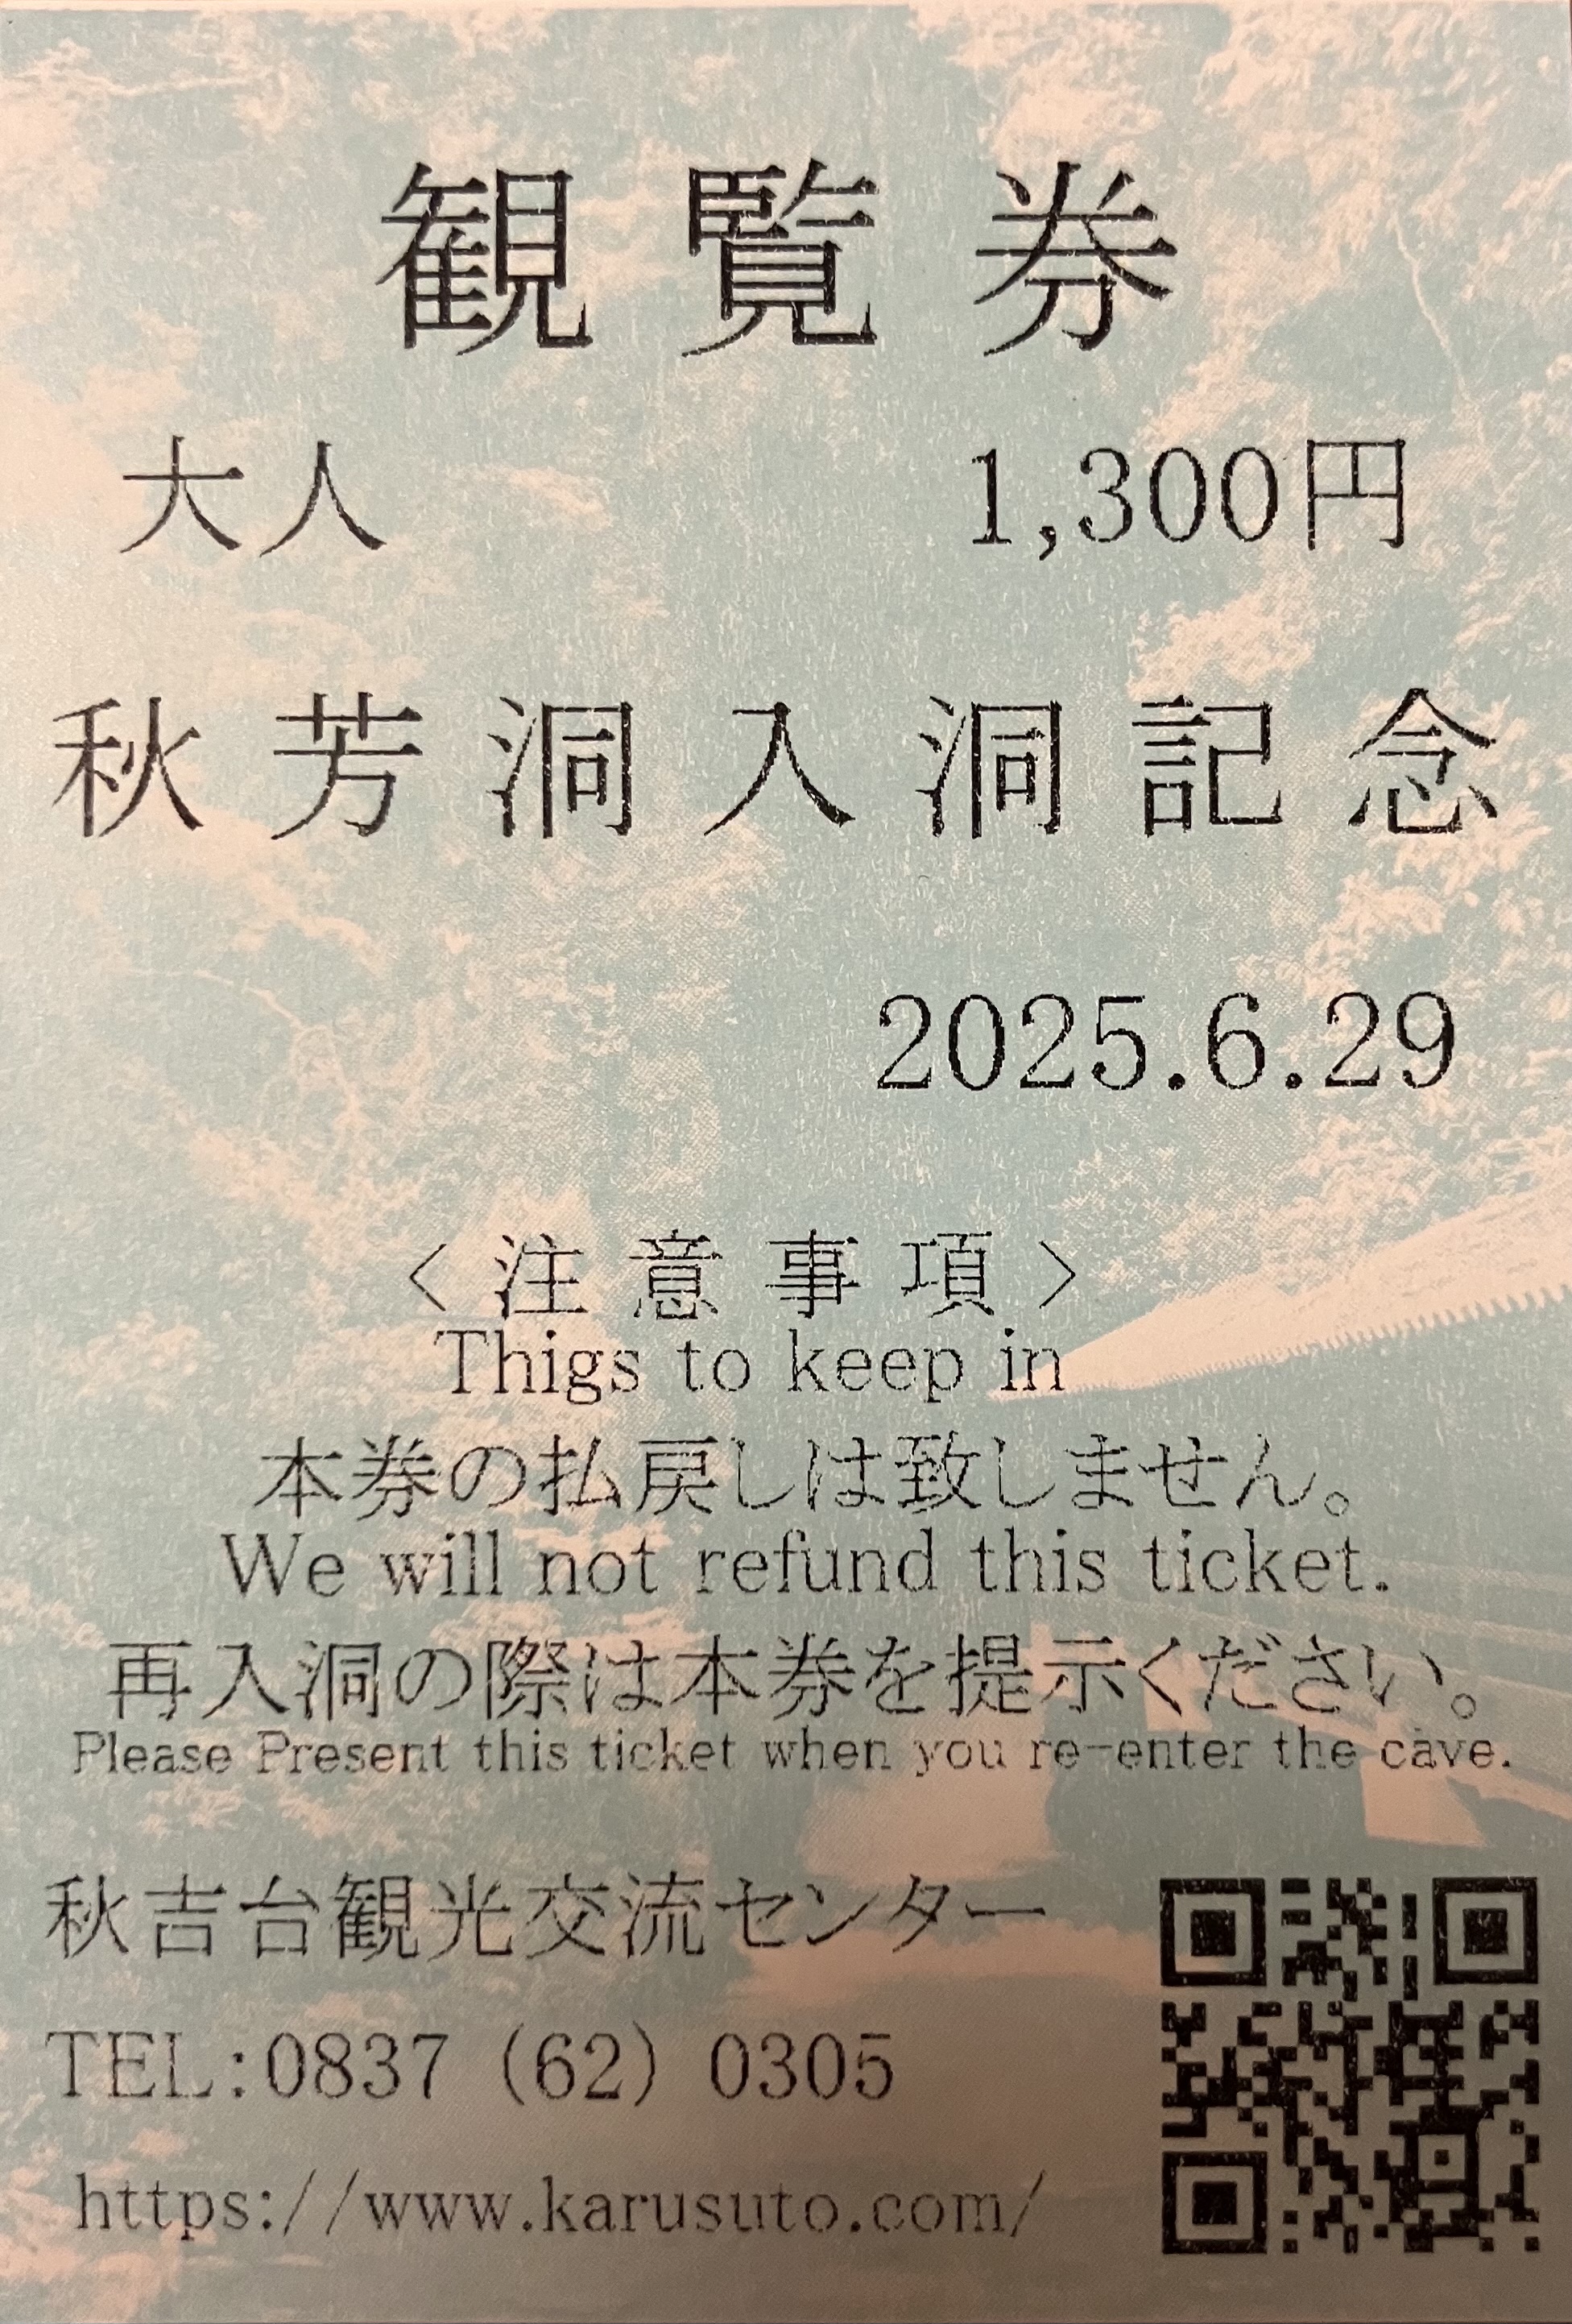 観覧券
大人 1,300円
秋芳洞入洞記念
2025.6.29
〈注意事項〉
Thigs to keep in
本券の払戻しは致しません。
We will not refund this ticket.
再入洞の際は本券を提示ください。
Please Present this ticket when you re-enter the cave.
秋吉台観光交流センター
TEL:0837（62）0305
https://www.karusuto.com/